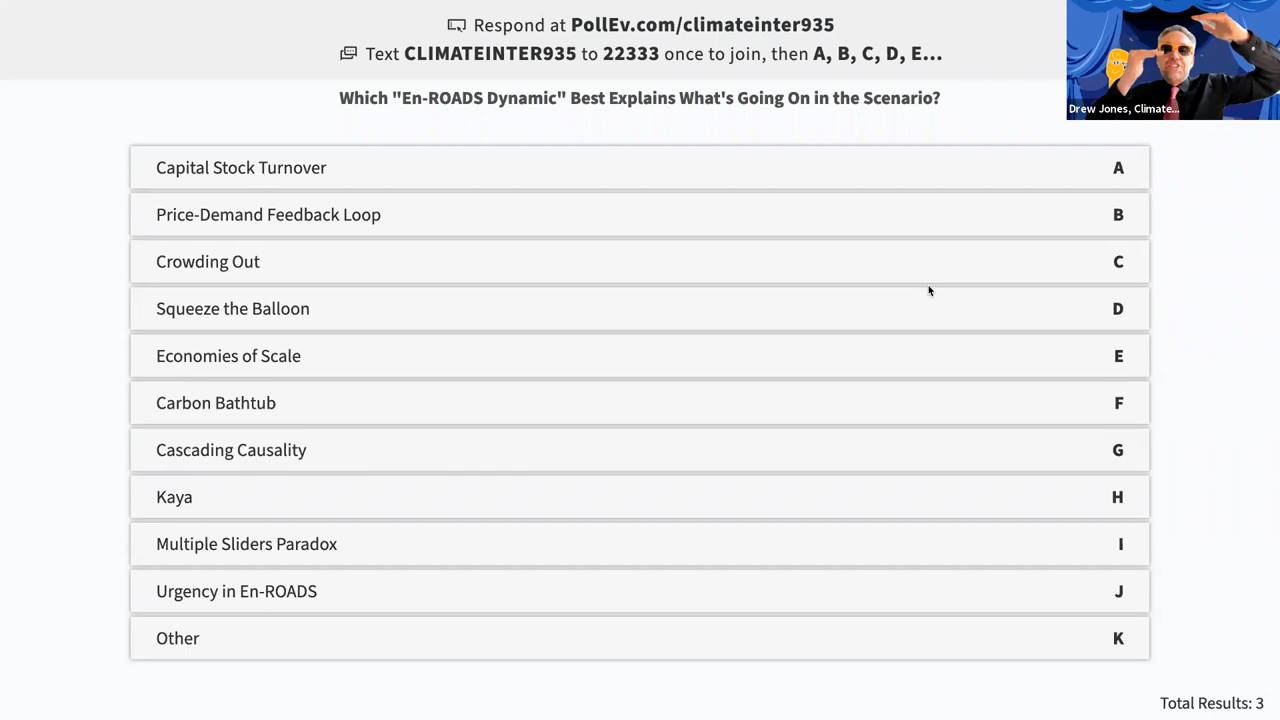 Respond at PollEv.com/climateinter935
Text CLIMATEINTER935 to 22333 once to join, then A, B, C, D, E...
Drew Jones, Climate...
Which "En-ROADS Dynamic" Best Explains What's Going On in the Scenario?
Capital Stock Turnover A
Price-Demand Feedback Loop B
Crowding Out C
Squeeze the Balloon D
Economies of Scale E
Carbon Bathtub F
Cascading Causality G
Kaya H
Multiple Sliders Paradox I
Urgency in En-ROADS J
Other K
Total Results: 3